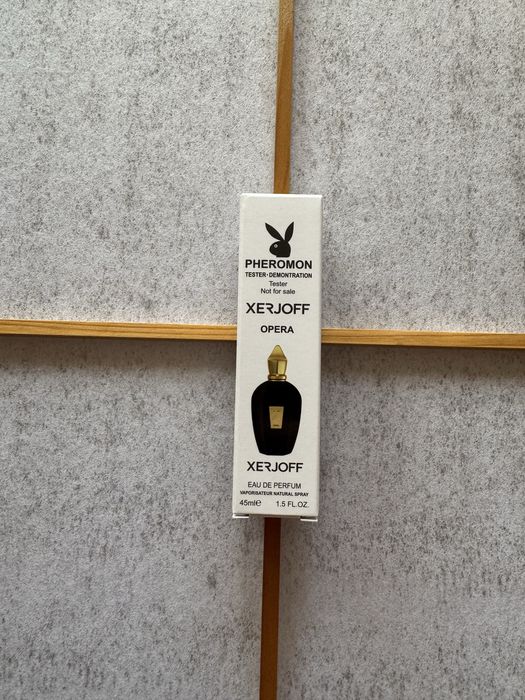 PHEROMON
TESTER·DEMONTRATION
Tester
Not for sale
XERJOFF
OPERA
XERJOFF
EAU DE PERFUM
VAPORISATEUR NATURAL SPRAY
45ml℮ 1.5 FL.OZ.